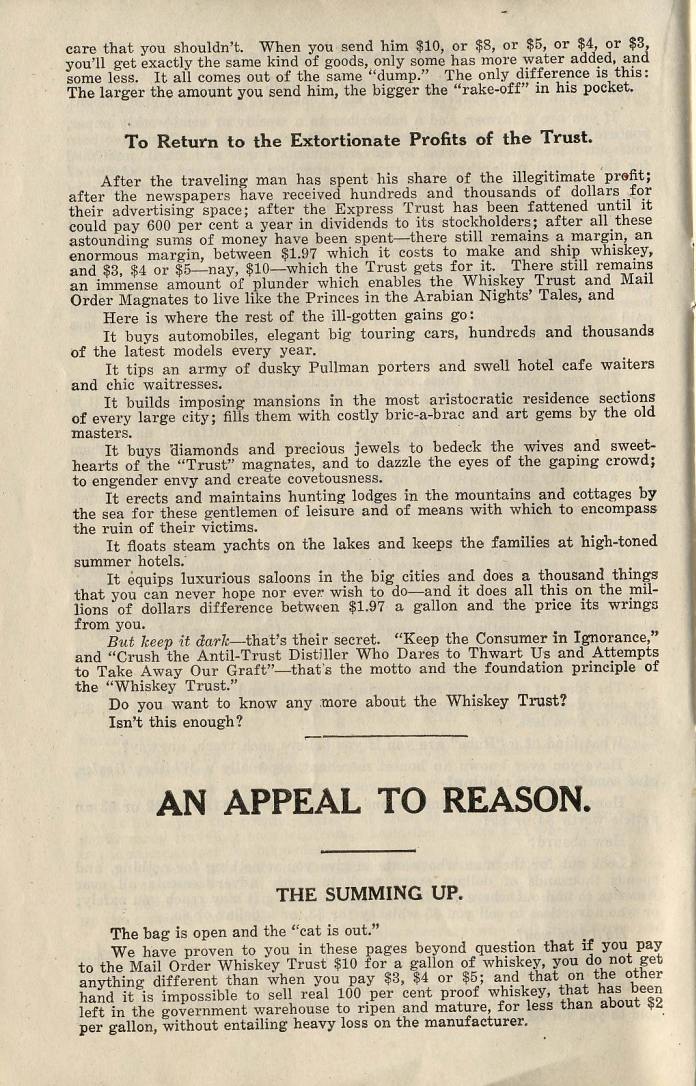 care that you shouldn't. When you send him $10, or $8, or $5, or $4, or $3,
you'll get exactly the same kind of goods, only some has more water added, and
some less. It all comes out of the same "dump." The only difference is this:
The larger the amount you send him, the bigger the "rake-off" in his pocket.
To Return to the Extortionate Profits of the Trust.
After the traveling man has spent his share of the illegitimate profit;
after the newspapers have received hundreds and thousands of dollars for
their advertising space; after the Express Trust has been fattened until it
could pay 600 per cent a year in dividends to its stockholders; after all these
astounding sums of money have been spent—there still remains a margin, an
enormous margin, between $1.97 which it costs to make and ship whiskey,
and $3, $4 or $5—nay, $10—which the Trust gets for it. There still remains
an immense amount of plunder which enables the Whiskey Trust and Mail
Order Magnates to live like the Princes in the Arabian Nights' Tales, and
Here is where the rest of the ill-gotten gains go:
It buys automobiles, elegant big touring cars, hundreds and thousands
of the latest models every year.
It tips an army of dusky Pullman porters and swell hotel cafe waiters
and chic waitresses.
It builds imposing mansions in the most aristocratic residence sections
of every large city; fills them with costly bric-a-brac and art gems by the old
masters.
It buys diamonds and precious jewels to bedeck the wives and sweet-
hearts of the "Trust" magnates, and to dazzle the eyes of the gaping crowd;
to engender envy and create covetousness.
It erects and maintains hunting lodges in the mountains and cottages by
the sea for these gentlemen of leisure and of means with which to encompass
the ruin of their victims.
It floats steam yachts on the lakes and keeps the families at high-toned
summer hotels.
It equips luxurious saloons in the big cities and does a thousand things
that you can never hope nor ever wish to do—and it does all this on the mil-
lions of dollars difference between $1.97 a gallon and the price its wrings
from you.
But keep it dark—that's their secret. "Keep the Consumer in Ignorance,"
and "Crush the Antil-Trust Distiller Who Dares to Thwart Us and Attempts
to Take Away Our Graft"—that's the motto and the foundation principle of
the "Whiskey Trust."
Do you want to know any more about the Whiskey Trust?
Isn't this enough?
AN APPEAL TO REASON.
THE SUMMING UP.
The bag is open and the "cat is out."
We have proven to you in these pages beyond question that if you pay
to the Mail Order Whiskey Trust $10 for a gallon of whiskey, you do not get
anything different than when you pay $3, $4 or $5; and that on the other
hand it is impossible to sell real 100 per cent proof whiskey, that has been
left in the government warehouse to ripen and mature, for less than about $2
per gallon, without entailing heavy loss on the manufacturer.